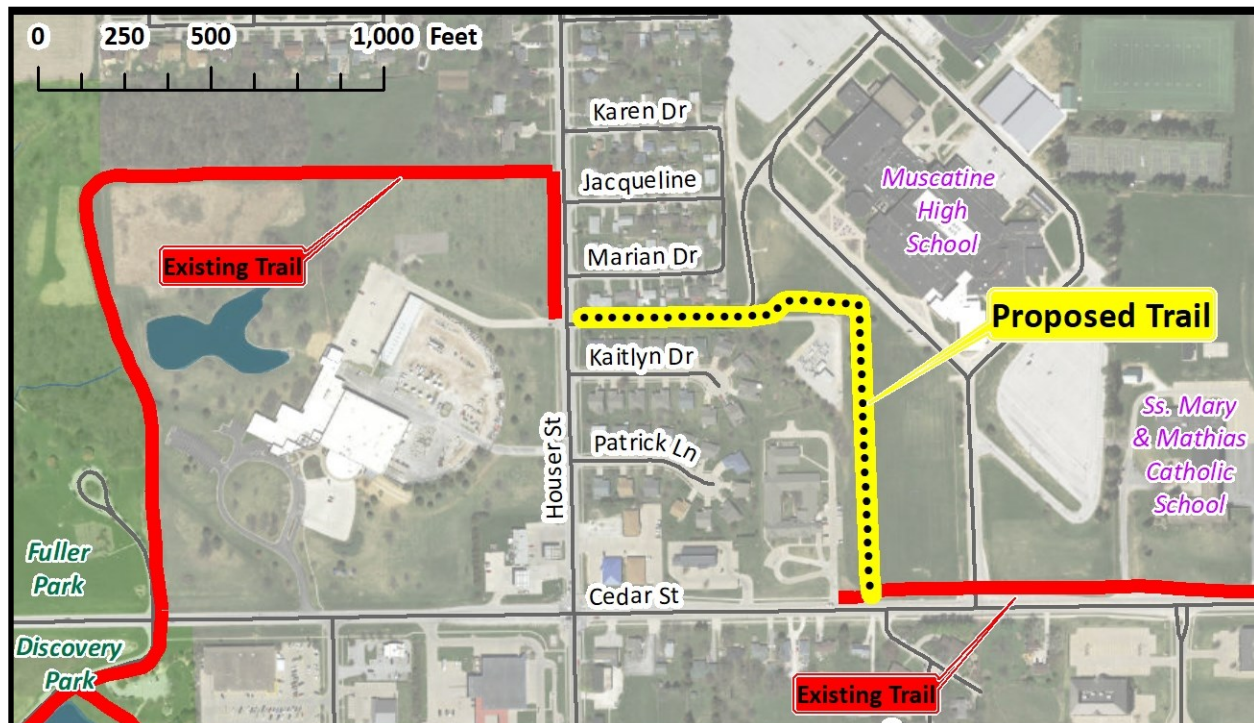 0 250 500 1,000 Feet
Karen Dr
Jacqueline
Muscatine
High
School
Marian Dr
Existing Trail
Proposed Trail
Kaitlyn Dr
Houser St
Patrick Ln
Ss. Mary
& Mathias
Catholic
School
Fuller
Park
Cedar St
Discovery
Park
Existing Trail